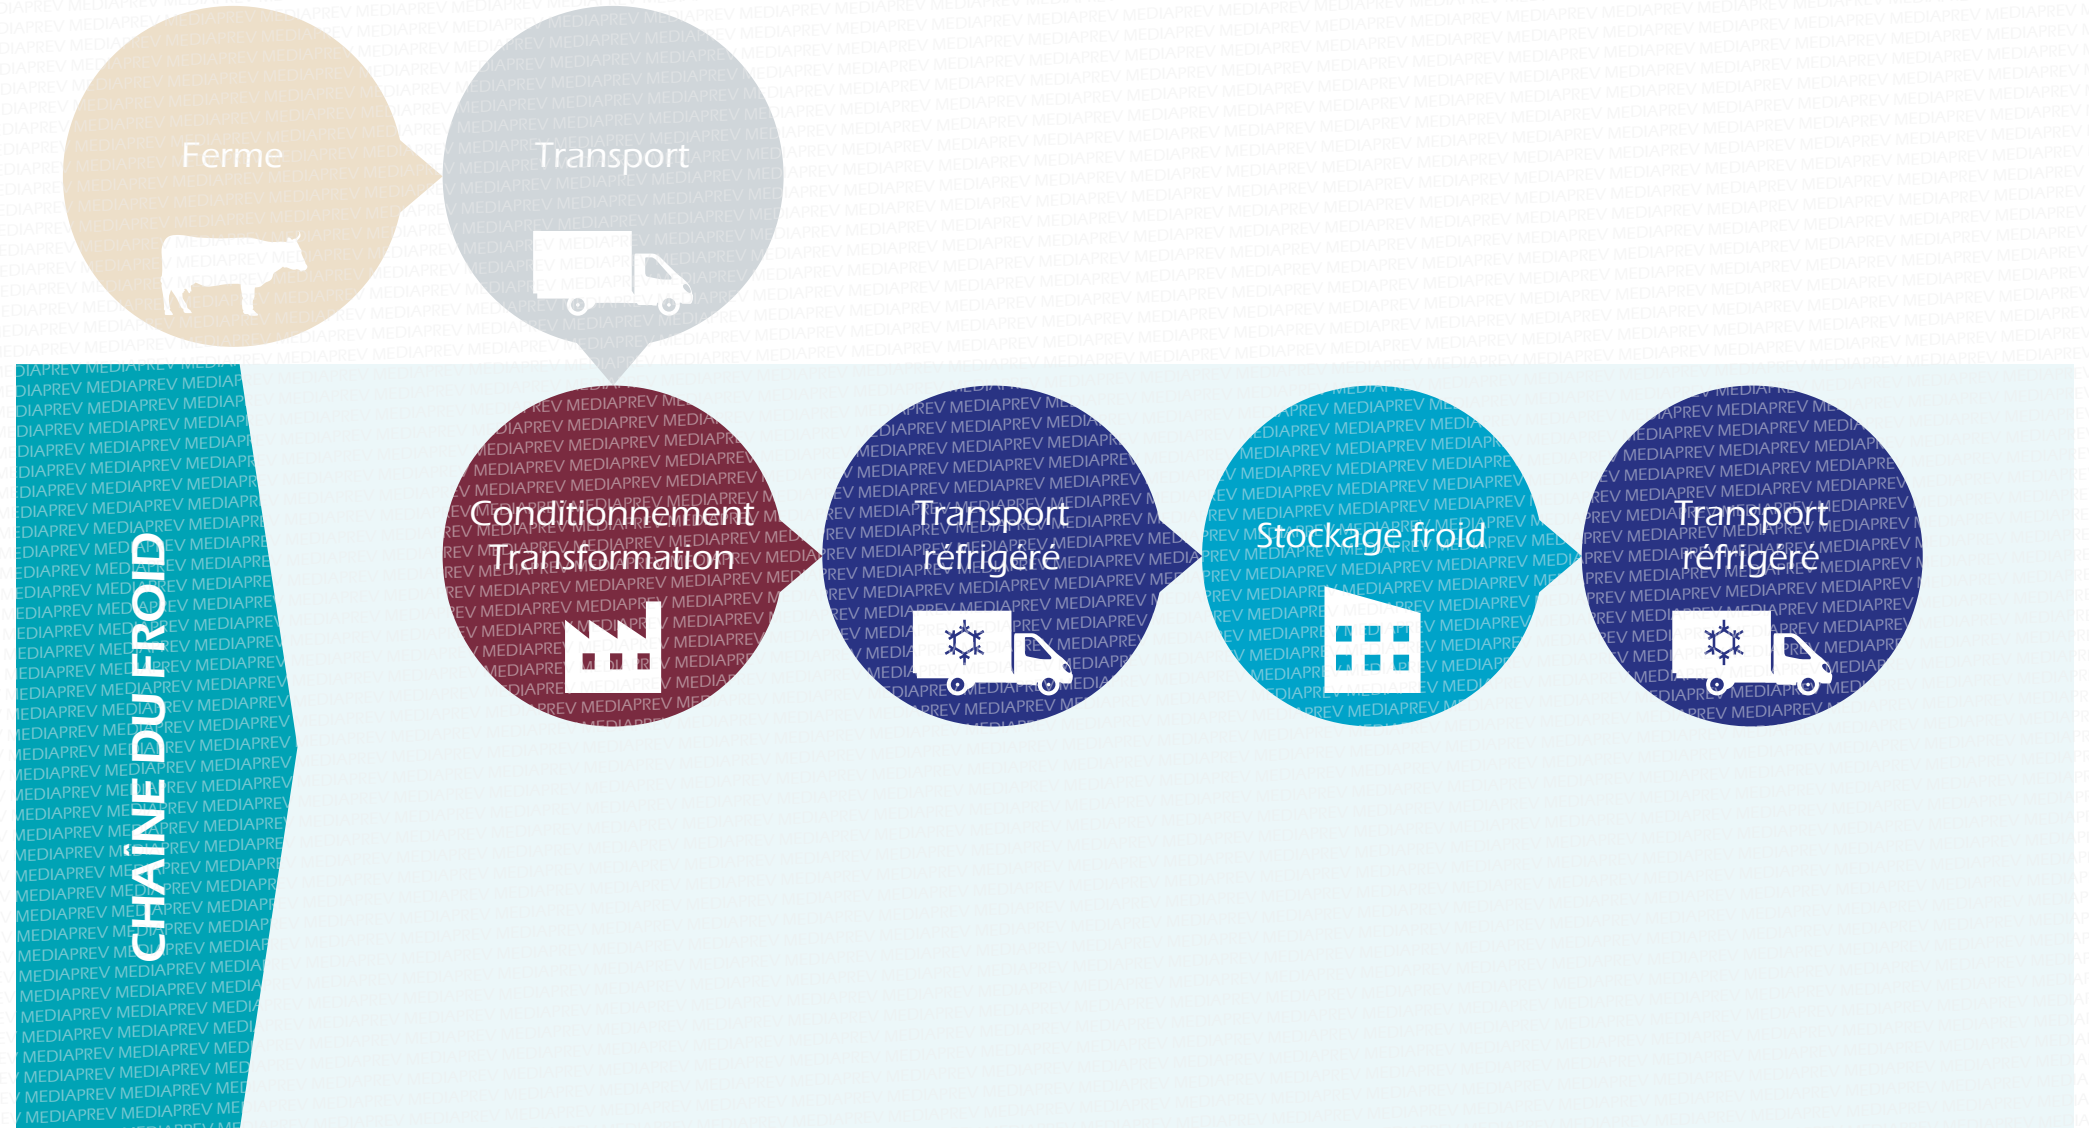 Ferme
Transport
CHAÎNE DU FROID
Conditionnement
Transformation
Transport
réfrigéré
Stockage froid
Transport
réfrigéré
MEDIAPREV